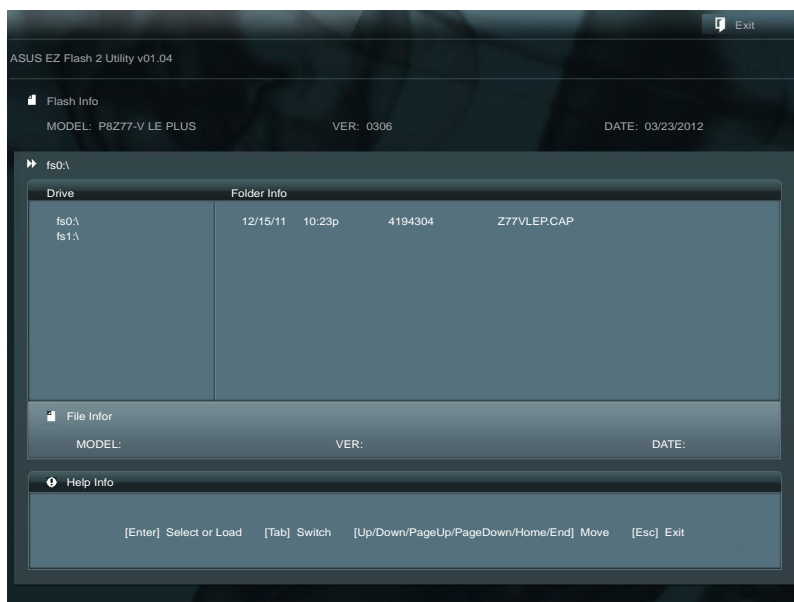 Exit
ASUS EZ Flash 2 Utility v01.04
Flash Info
MODEL: P8Z77-V LE PLUS VER: 0306 DATE: 03/23/2012
fs0:\
Drive Folder Info
fs0:\ 12/15/11 10:23p 4194304 Z77VLEP.CAP
fs1:\
File Infor
MODEL: VER: DATE:
Help Info
[Enter] Select or Load [Tab] Switch [Up/Down/PageUp/PageDown/Home/End] Move [Esc] Exit